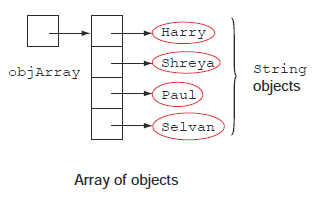 Harry
objArray
Shreya
String
objects
Paul
Selvan
Array of objects